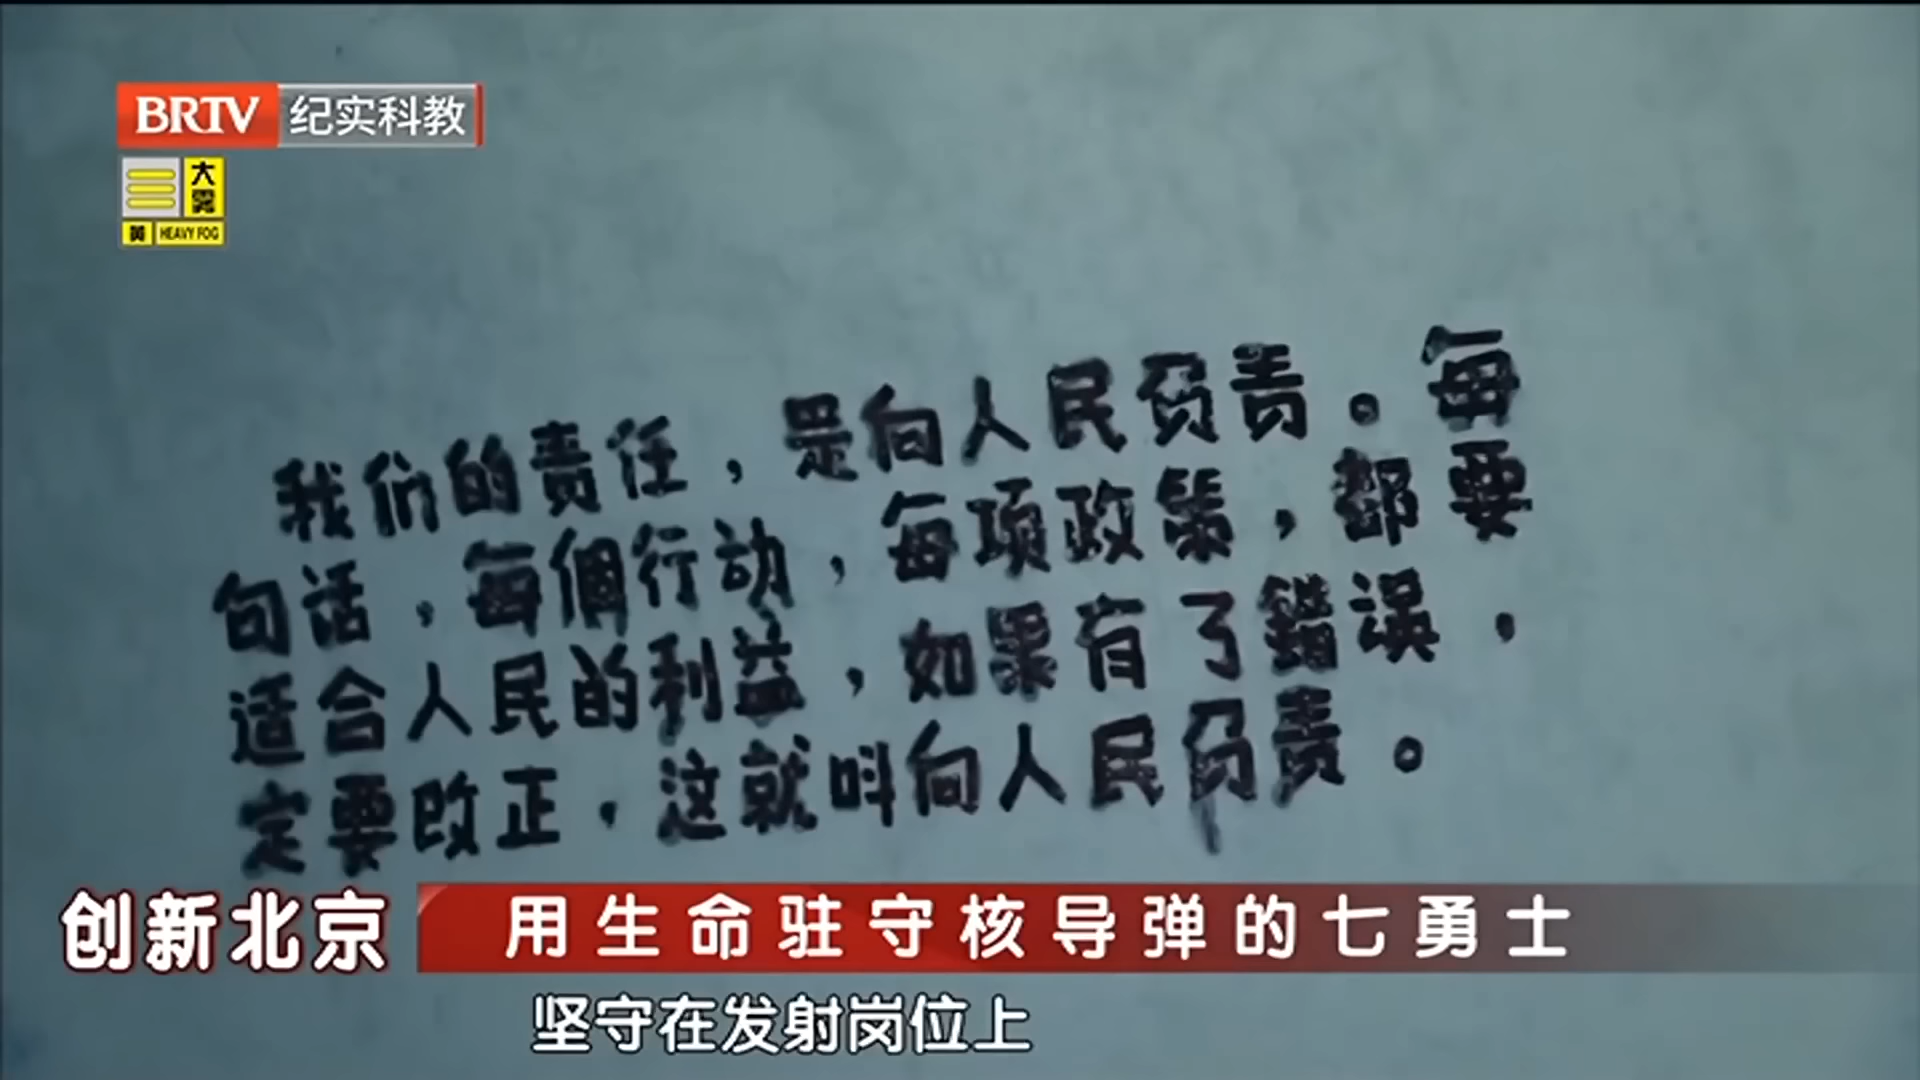 BRTV 纪实科教
大雾
黄 HEAVY FOG
我们的责任，是向人民负责。每
句话，每個行动，每项政策，都要
适合人民的利益，如果有了錯误，
定要改正，这就叫向人民负责。
创新北京
用生命驻守核导弹的七勇士
坚守在发射岗位上